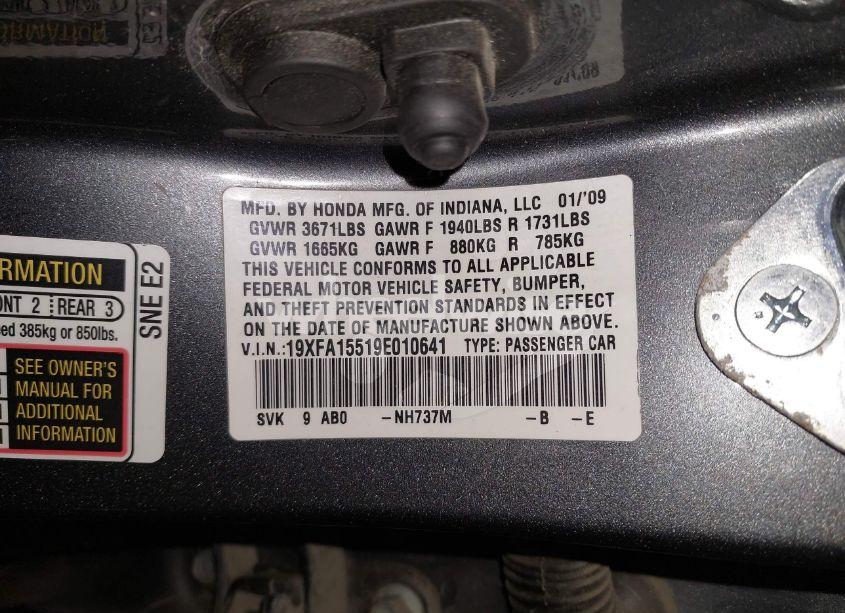 MFD. BY HONDA MFG. OF INDIANA, LLC 01/'09
GVWR 3671LBS GAWR F 1940LBS R 1731LBS
GVWR 1665KG GAWR F 880KG R 785KG
THIS VEHICLE CONFORMS TO ALL APPLICABLE
FEDERAL MOTOR VEHICLE SAFETY, BUMPER,
AND THEFT PREVENTION STANDARDS IN EFFECT
ON THE DATE OF MANUFACTURE SHOWN ABOVE.
V.I.N.:19XFA15519E010641 TYPE: PASSENGER CAR
SVK 9 AB0 -NH737M -B -E
RMATION
ONT 2 REAR 3
eed 385kg or 850lbs.
SEE OWNER'S
MANUAL FOR
ADDITIONAL
INFORMATION
SNE E2